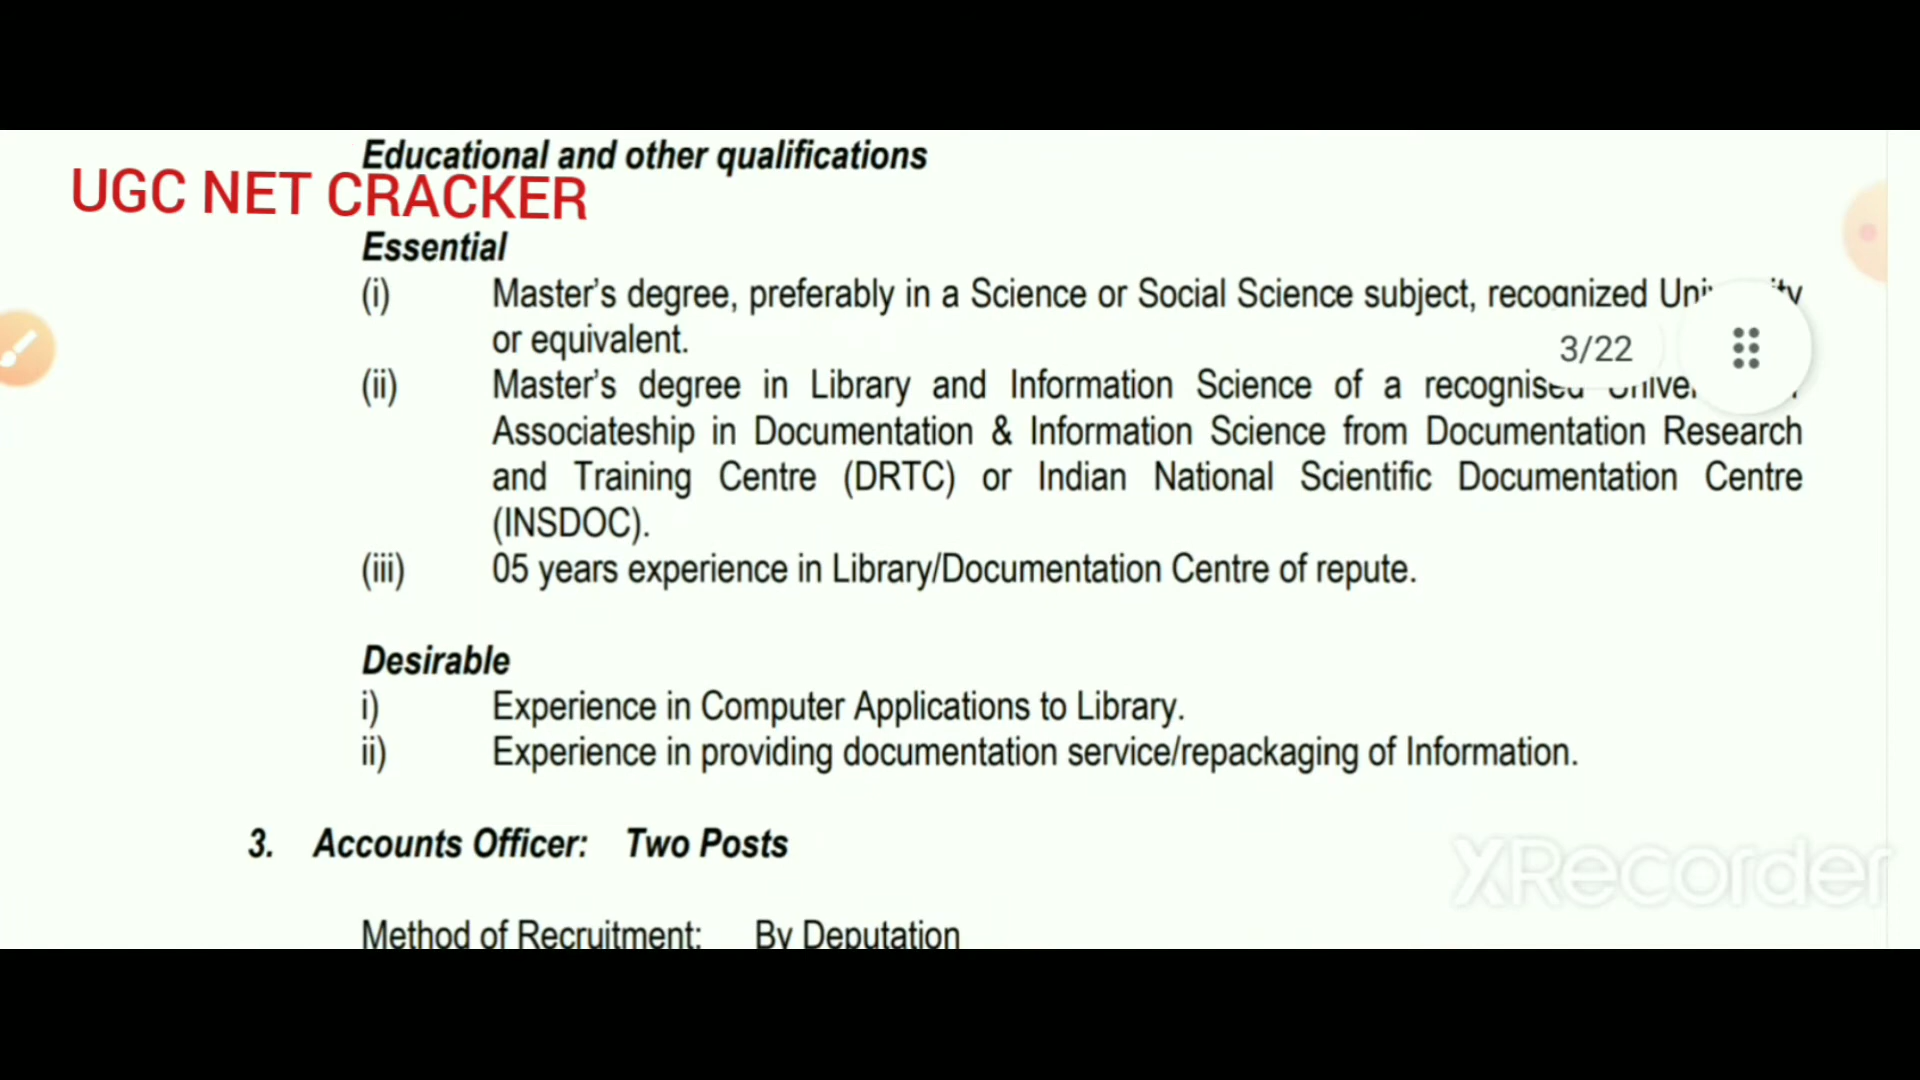 Educational and other qualifications
UGC NET CRACKER
Essential
(i) Master's degree, preferably in a Science or Social Science subject, recognized
or equivalent.
3/22
(ii) Master's degree in Library and Information Science of a
Associateship in Documentation & Information Science from Documentation Research
and Training Centre (DRTC) or Indian National Scientific Documentation Centre
(INSDOC).
(iii) 05 years experience in Library/Documentation Centre of repute.
Desirable
i) Experience in Computer Applications to Library.
ii) Experience in providing documentation service/repackaging of Information.
3. Accounts Officer: Two Posts
XRecorder
Method of Recruitment: By Deputation